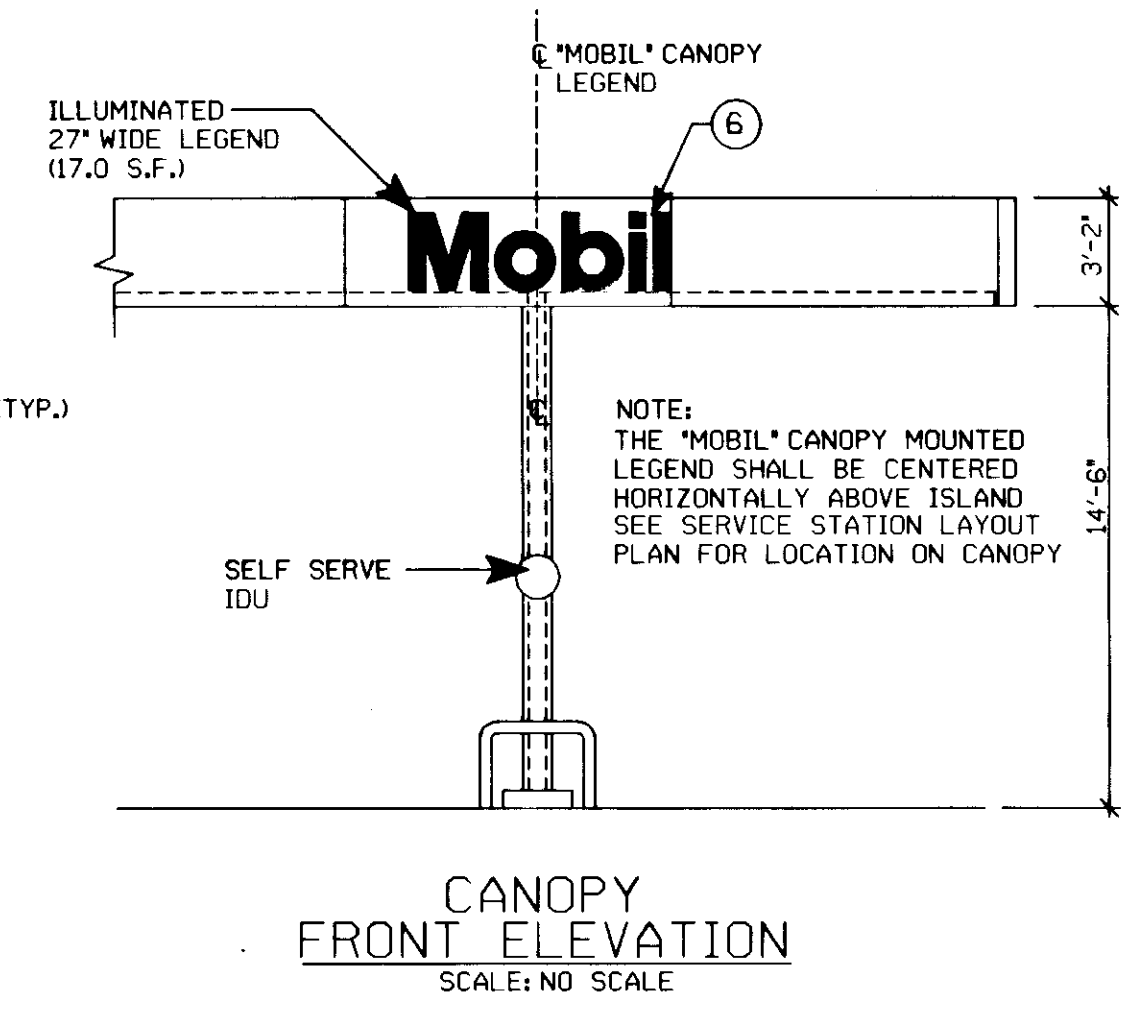 ℄ "MOBIL" CANOPY
LEGEND
ILLUMINATED
27" WIDE LEGEND
(17.0 S.F.)
6
Mobil
3'-2"
TYP.)
℄
NOTE:
THE "MOBIL" CANOPY MOUNTED
LEGEND SHALL BE CENTERED
HORIZONTALLY ABOVE ISLAND
SEE SERVICE STATION LAYOUT
PLAN FOR LOCATION ON CANOPY
14'-6"
SELF SERVE
IDU
CANOPY
FRONT ELEVATION
SCALE: NO SCALE